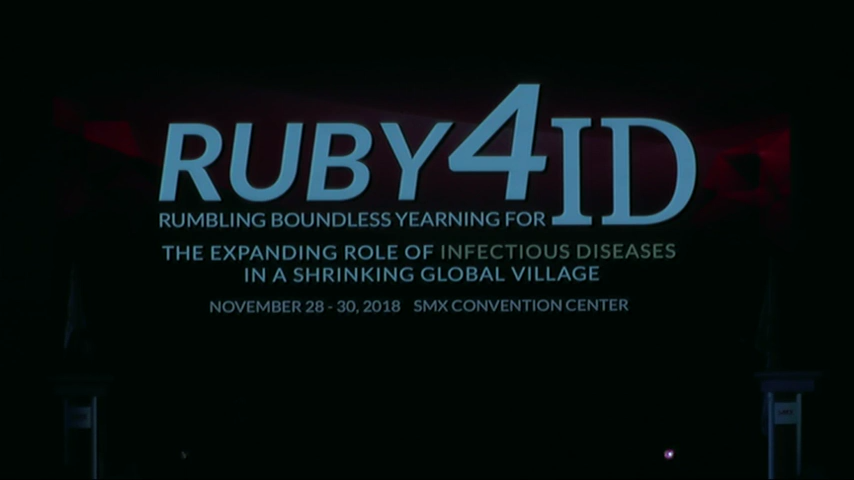 RUBY4ID
RUMBLING BOUNDLESS YEARNING FOR
THE EXPANDING ROLE OF INFECTIOUS DISEASES
IN A SHRINKING GLOBAL VILLAGE
NOVEMBER 28 - 30, 2018 SMX CONVENTION CENTER